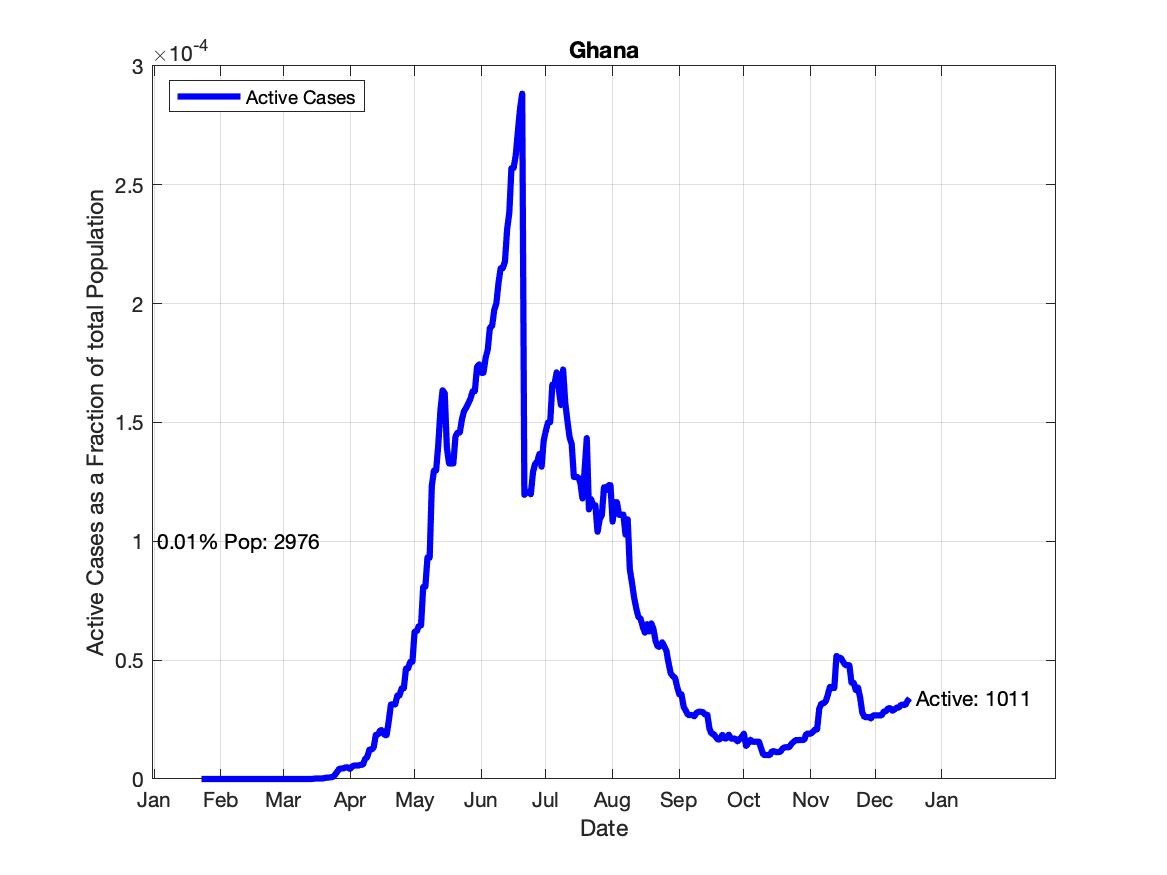 Ghana
×10⁻⁴
Active Cases
3
2.5
2
1.5
1
0.5
0
Active Cases as a Fraction of total Population
0.01% Pop: 2976
Active: 1011
Jan Feb Mar Apr May Jun Jul Aug Sep Oct Nov Dec Jan
Date